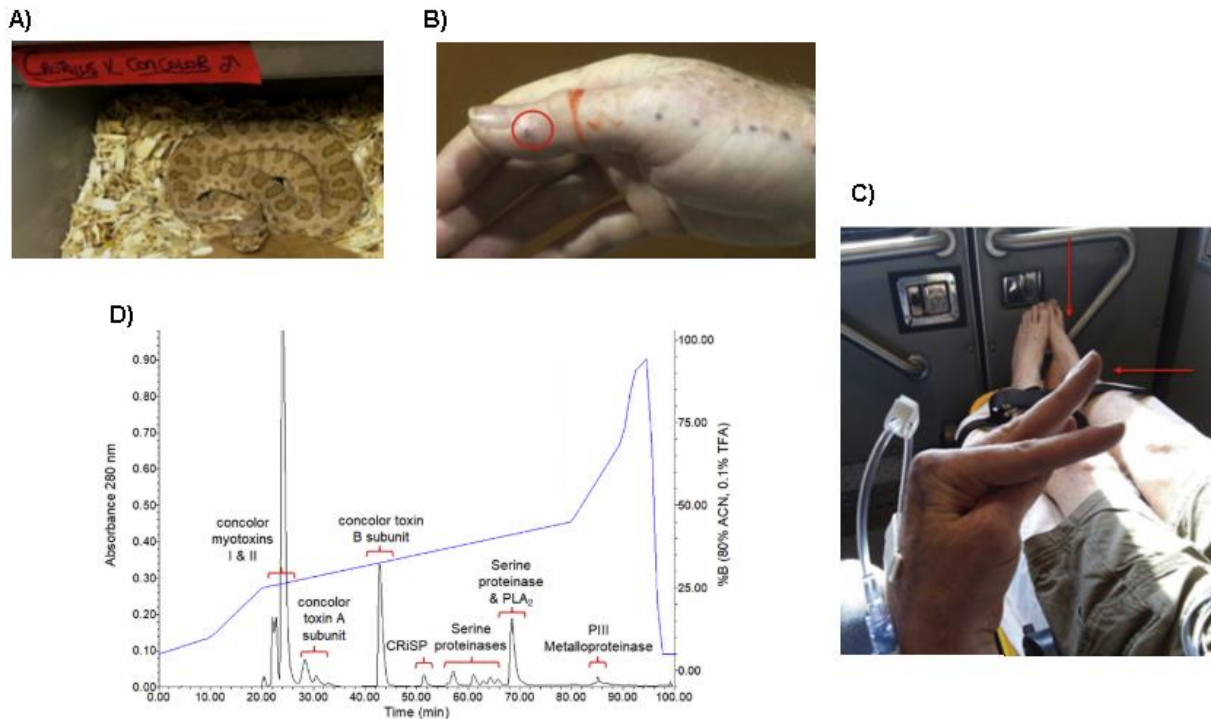 A)
B)
CROTALUS V. CONCOLOR
C)
D)
100.00
75.00
50.00
25.00
0.00
%B (80% ACN, 0.1% TFA)
0.90
0.80
0.70
0.60
0.50
0.40
0.30
0.20
0.10
0.00
Absorbance 280 nm
concolor
myotoxins
I & II
concolor
toxin A
subunit
concolor toxin
B subunit
CRiSP
Serine
proteinases
Serine
proteinase
& PLA₂
PIII
Metalloproteinase
0.00 10.00 20.00 30.00 40.00 50.00 60.00 70.00 80.00 90.00 100.00
Time (min)